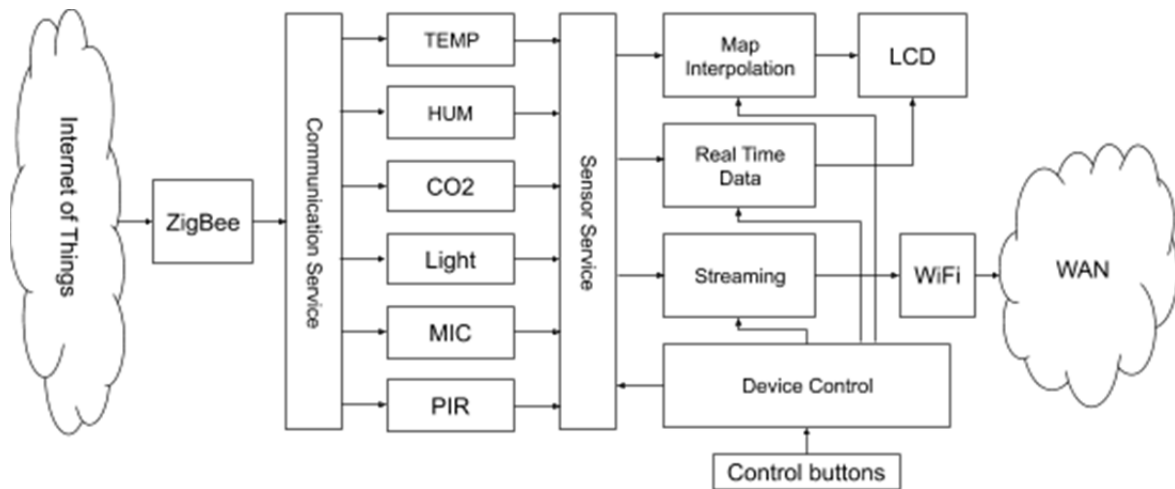 Internet of Things
ZigBee
Communication Service
TEMP
HUM
CO2
Light
MIC
PIR
Sensor Service
Map
Interpolation
LCD
Real Time
Data
Streaming
WiFi
WAN
Device Control
Control buttons